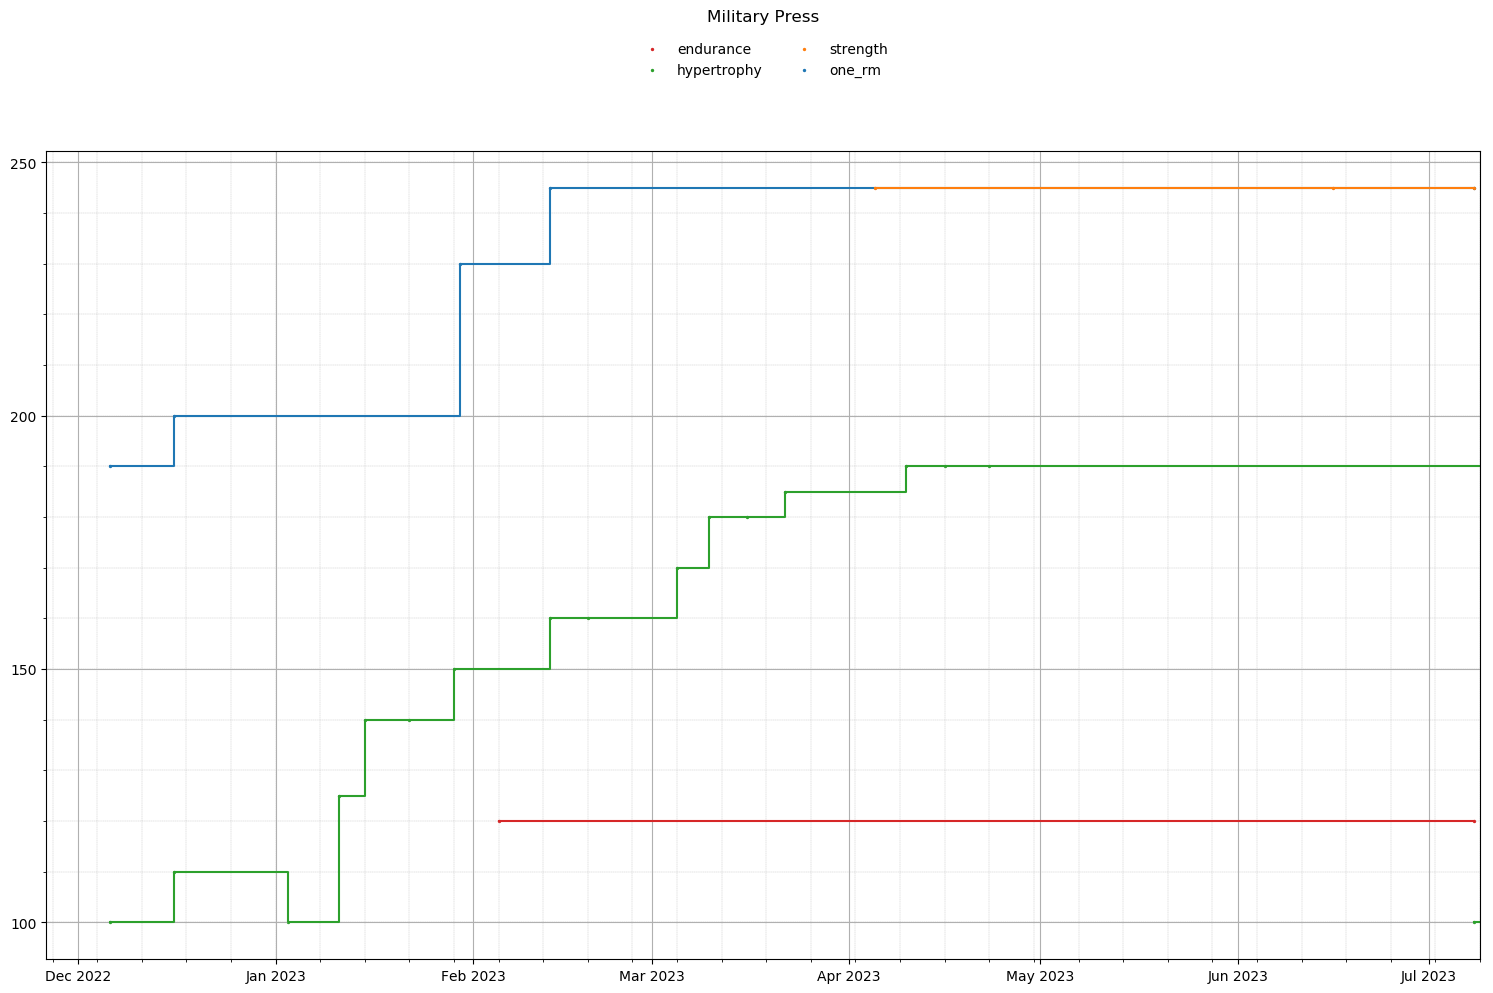 Military Press
endurance
strength
hypertrophy
one_rm
250
200
150
100
Dec 2022
Jan 2023
Feb 2023
Mar 2023
Apr 2023
May 2023
Jun 2023
Jul 2023